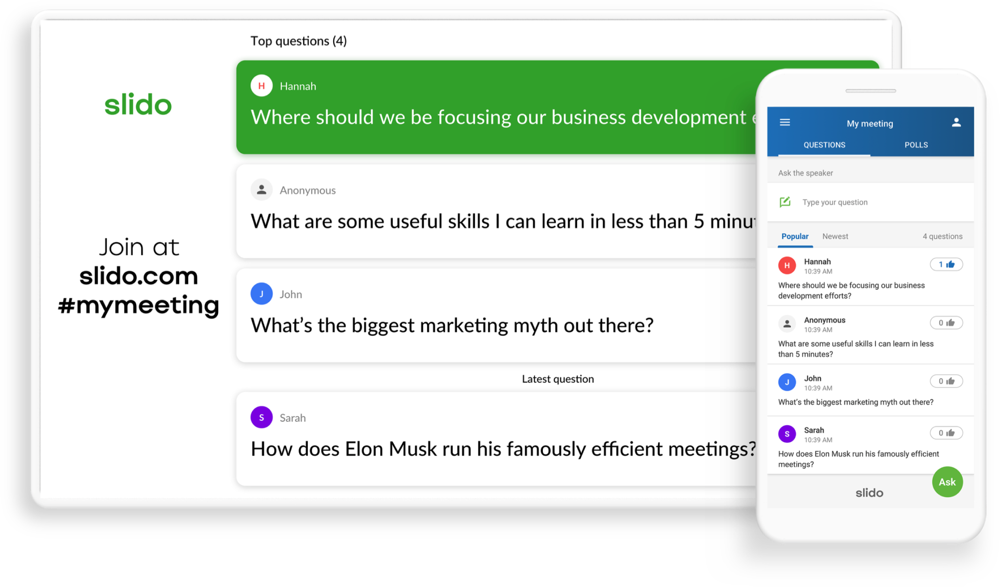 slido
Join at
slido.com
#mymeeting
Top questions (4)
H Hannah
Where should we be focusing our business development
Anonymous
What are some useful skills I can learn in less than 5
J John
What’s the biggest marketing myth out there?
Latest question
S Sarah
How does Elon Musk run his famously efficient meetings?
My meeting
QUESTIONS POLLS
Ask the speaker
Type your question
Popular Newest 4 questions
H Hannah 1
10:39 AM
Where should we be focusing our business
development efforts?
Anonymous 0
10:39 AM
What are some useful skills I can learn in less
than 5 minutes?
J John 0
10:39 AM
What's the biggest marketing myth out there?
S Sarah 0
10:39 AM
How does Elon Musk run his famously efficient
meetings?
Ask
slido